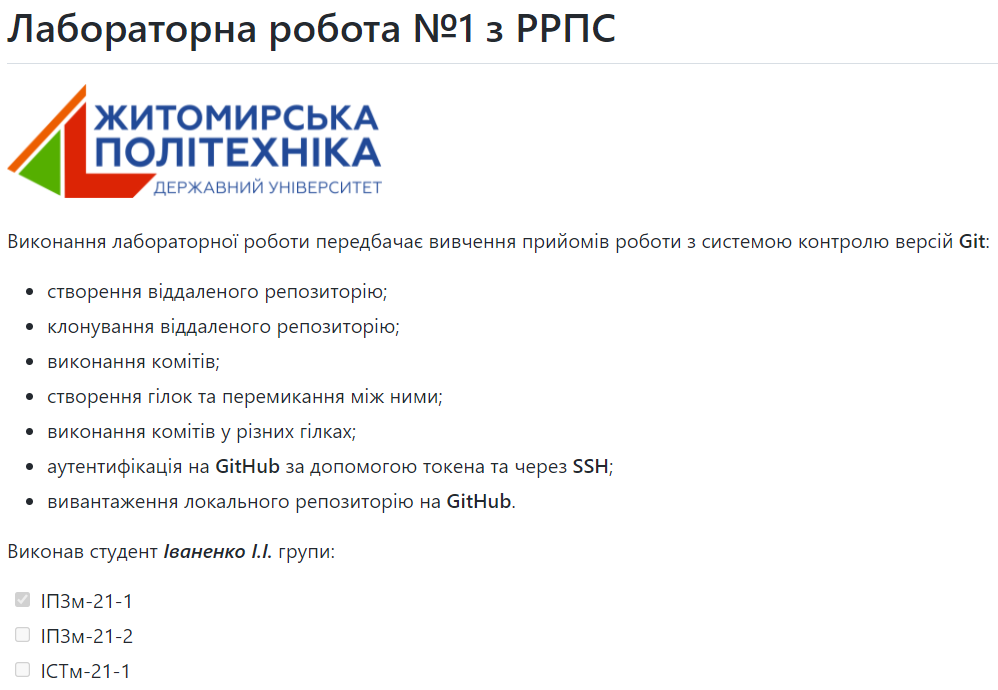 Лабораторна робота №1 з РРПС
ЖИТОМИРСЬКА
ПОЛІТЕХНІКА
ДЕРЖАВНИЙ УНІВЕРСИТЕТ
Виконання лабораторної роботи передбачає вивчення прийомів роботи з системою контролю версій Git:
створення віддаленого репозиторію;
клонування віддаленого репозиторію;
виконання комітів;
створення гілок та перемикання між ними;
виконання комітів у різних гілках;
аутентифікація на GitHub за допомогою токена та через SSH;
вивантаження локального репозиторію на GitHub.
Виконав студент Іваненко І.І. групи:
ІПЗм-21-1
ІПЗм-21-2
ІСТм-21-1